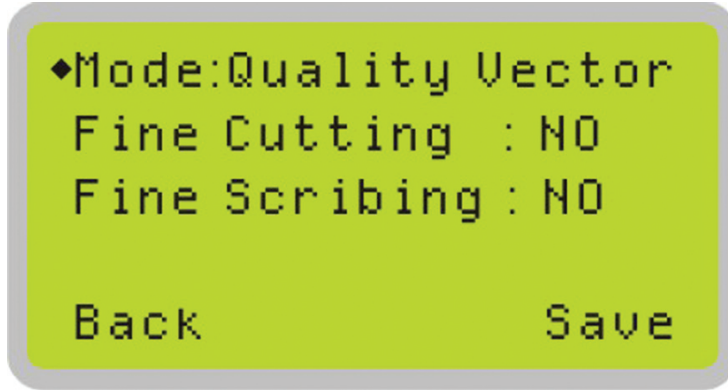 ◆Mode:Quality Vector
Fine Cutting : NO
Fine Scribing : NO
Back Save